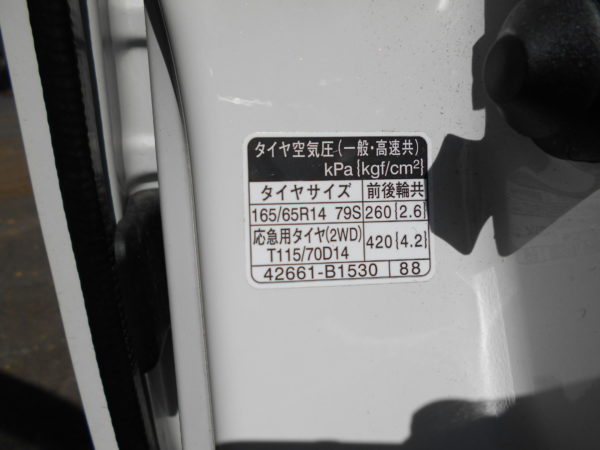 タイヤ空気圧(一般・高速共)
kPa{kgf/cm²}
タイヤサイズ 前後輪共
165/65R14 79S 260{2.6}
応急用タイヤ(2WD) 420{4.2}
T115/70D14
42661-B1530 88